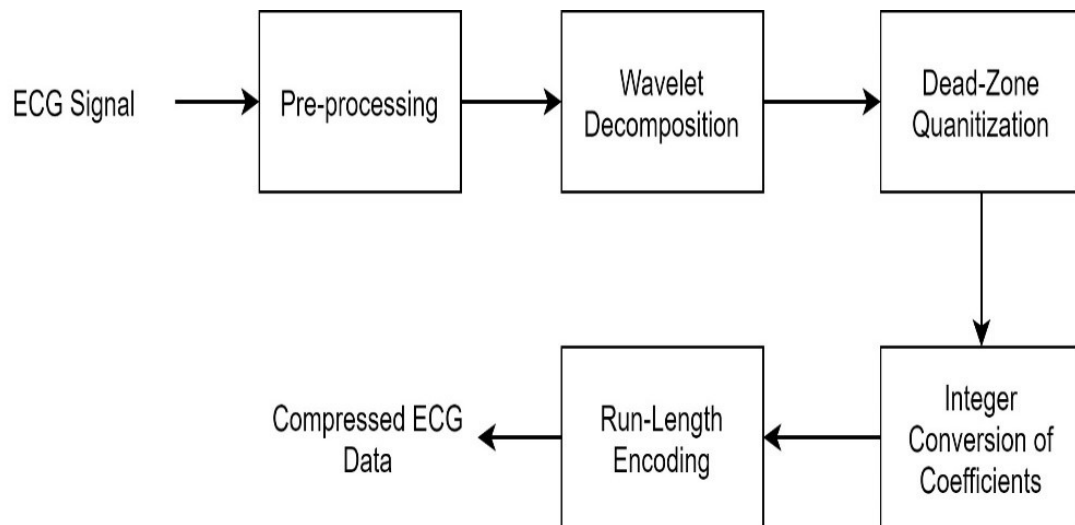 ECG Signal
Pre-processing
Wavelet
Decomposition
Dead-Zone
Quanitization
Integer
Conversion of
Coefficients
Run-Length
Encoding
Compressed ECG
Data